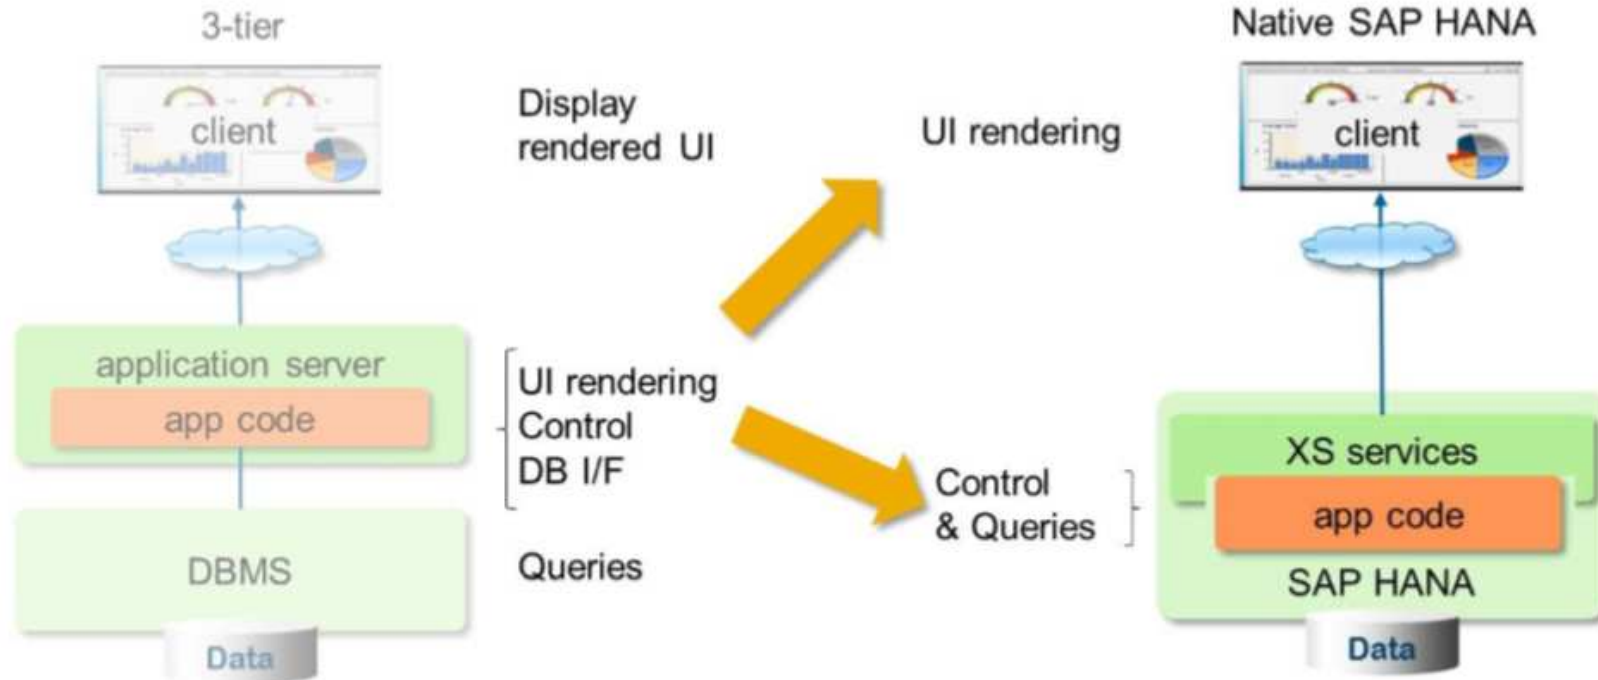 3-tier
client
application server
app code
DBMS
Data
Display
rendered UI
UI rendering
Control
DB I/F
Queries
UI rendering
Control
& Queries
Native SAP HANA
client
XS services
app code
SAP HANA
Data